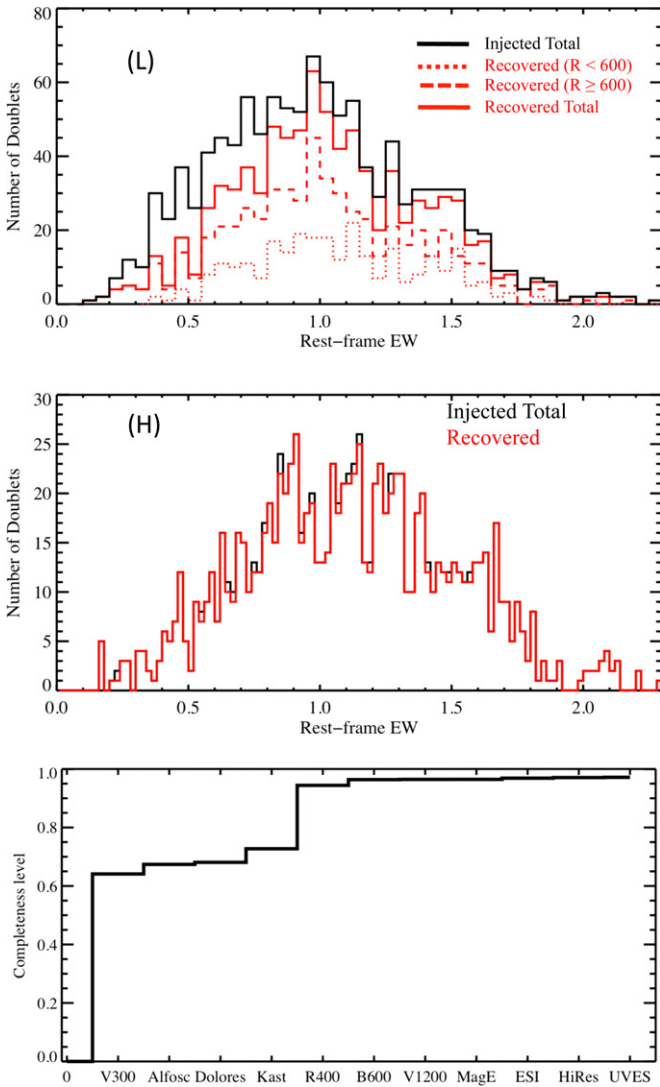 80
(L)
Injected Total
Recovered (R < 600)
Recovered (R ≥ 600)
Recovered Total
60
40
20
0
Number of Doublets
0.0 0.5 1.0 1.5 2.0
Rest−frame EW
30
(H)
Injected Total
Recovered
25
20
15
10
5
0
Number of Doublets
0.0 0.5 1.0 1.5 2.0
Rest−frame EW
1.0
0.8
0.6
0.4
0.2
0.0
Completeness level
0 V300 Alfosc Dolores Kast R400 B600 V1200 MagE ESI HiRes UVES